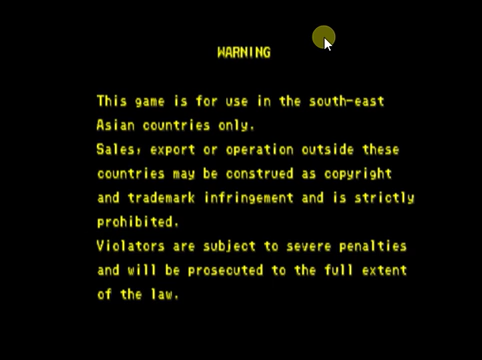 WARNING
This game is for use in the south-east
Asian countries only.
Sales, export or operation outside these
countries may be construed as copyright
and trademark infringement and is strictly
prohibited.
Violators are subject to severe penalties
and will be prosecuted to the full extent
of the law.